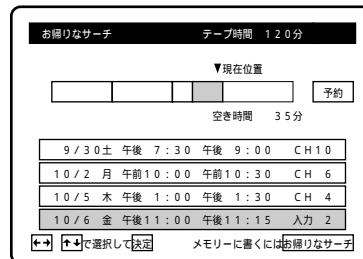 お帰りなサーチ テープ時間 120分
▼現在位置
予約
空き時間 35分
9/30土 午後 7:30 午後 9:00 CH10
10/2 月 午前10:00 午前10:30 CH 6
10/5 木 午後 1:00 午後 1:30 CH 4
10/6 金 午後11:00 午後11:15 入力 2
←→ ↑↓で選択して決定 メモリーに書くにはお帰りなサーチ